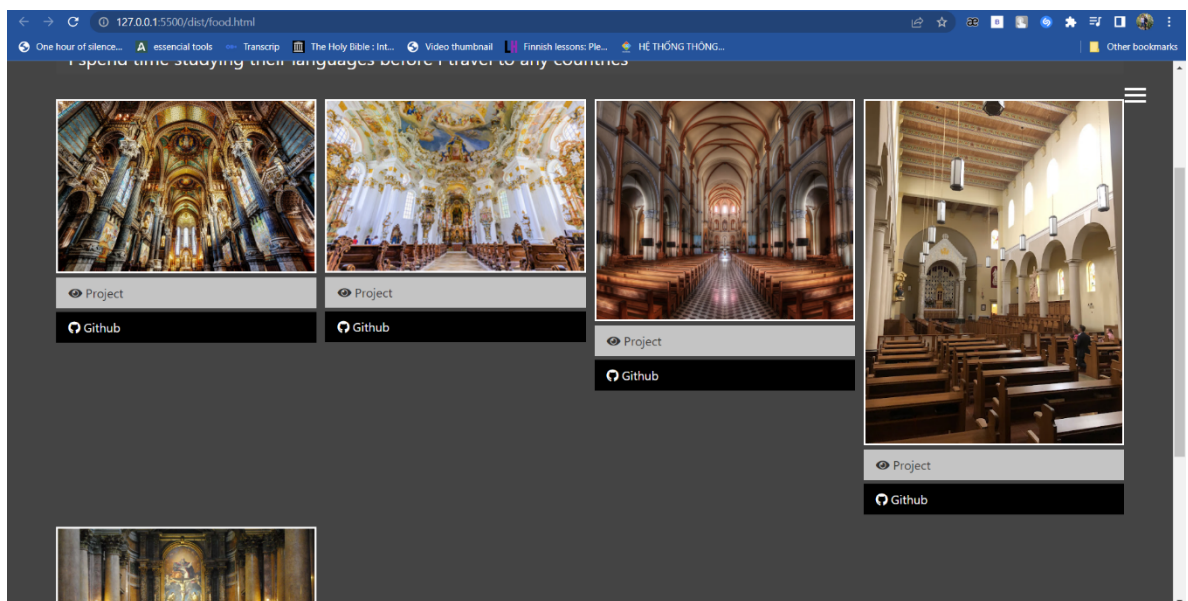 127.0.0.1:5500/dist/food.html
One hour of silence... essencial tools Transcrip The Holy Bible : Int... Video thumbnail Finnish lessons: Ple... HỆ THỐNG THÔNG... Other bookmarks
I spend time studying their languages before I travel to any countries
Project
Github
Project
Github
Project
Github
Project
Github